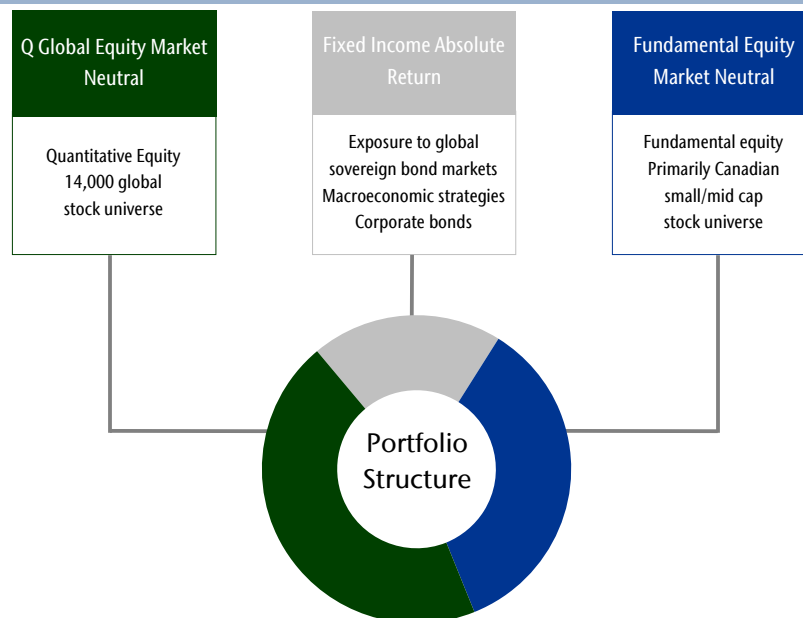 Q Global Equity Market
Neutral
Quantitative Equity
14,000 global
stock universe
Fixed Income Absolute
Return
Exposure to global
sovereign bond markets
Macroeconomic strategies
Corporate bonds
Fundamental Equity
Market Neutral
Fundamental equity
Primarily Canadian
small/mid cap
stock universe
Portfolio
Structure